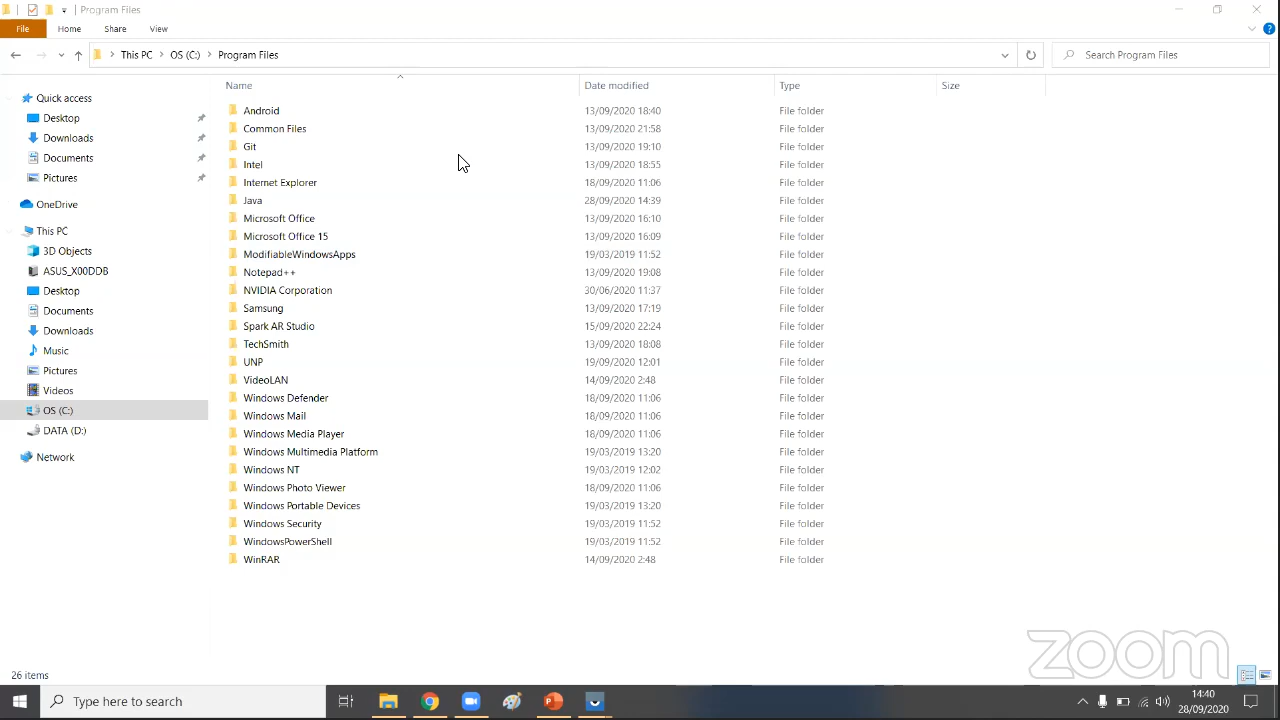 Program Files
File Home Share View
This PC OS (C:) Program Files Search Program Files
Name Date modified Type Size
Quick access
Desktop
Downloads
Documents
Pictures
OneDrive
This PC
3D Objects
ASUS_X00DDB
Desktop
Documents
Downloads
Music
Pictures
Videos
OS (C:)
DATA (D:)
Network
Android 13/09/2020 18:40 File folder
Common Files 13/09/2020 21:58 File folder
Git 13/09/2020 19:10 File folder
Intel 13/09/2020 18:55 File folder
Internet Explorer 18/09/2020 11:06 File folder
Java 28/09/2020 14:39 File folder
Microsoft Office 13/09/2020 16:10 File folder
Microsoft Office 15 13/09/2020 16:09 File folder
ModifiableWindowsApps 19/03/2019 11:52 File folder
Notepad++ 13/09/2020 19:08 File folder
NVIDIA Corporation 30/06/2020 11:37 File folder
Samsung 13/09/2020 17:19 File folder
Spark AR Studio 15/09/2020 22:24 File folder
TechSmith 13/09/2020 18:08 File folder
UNP 19/09/2020 12:01 File folder
VideoLAN 14/09/2020 2:48 File folder
Windows Defender 18/09/2020 11:06 File folder
Windows Mail 18/09/2020 11:06 File folder
Windows Media Player 18/09/2020 11:06 File folder
Windows Multimedia Platform 19/03/2019 13:20 File folder
Windows NT 19/03/2019 12:02 File folder
Windows Photo Viewer 18/09/2020 11:06 File folder
Windows Portable Devices 19/03/2019 13:20 File folder
Windows Security 19/03/2019 11:52 File folder
WindowsPowerShell 19/03/2019 11:52 File folder
WinRAR 14/09/2020 2:48 File folder
zoom
26 items
Type here to search
14:40
28/09/2020